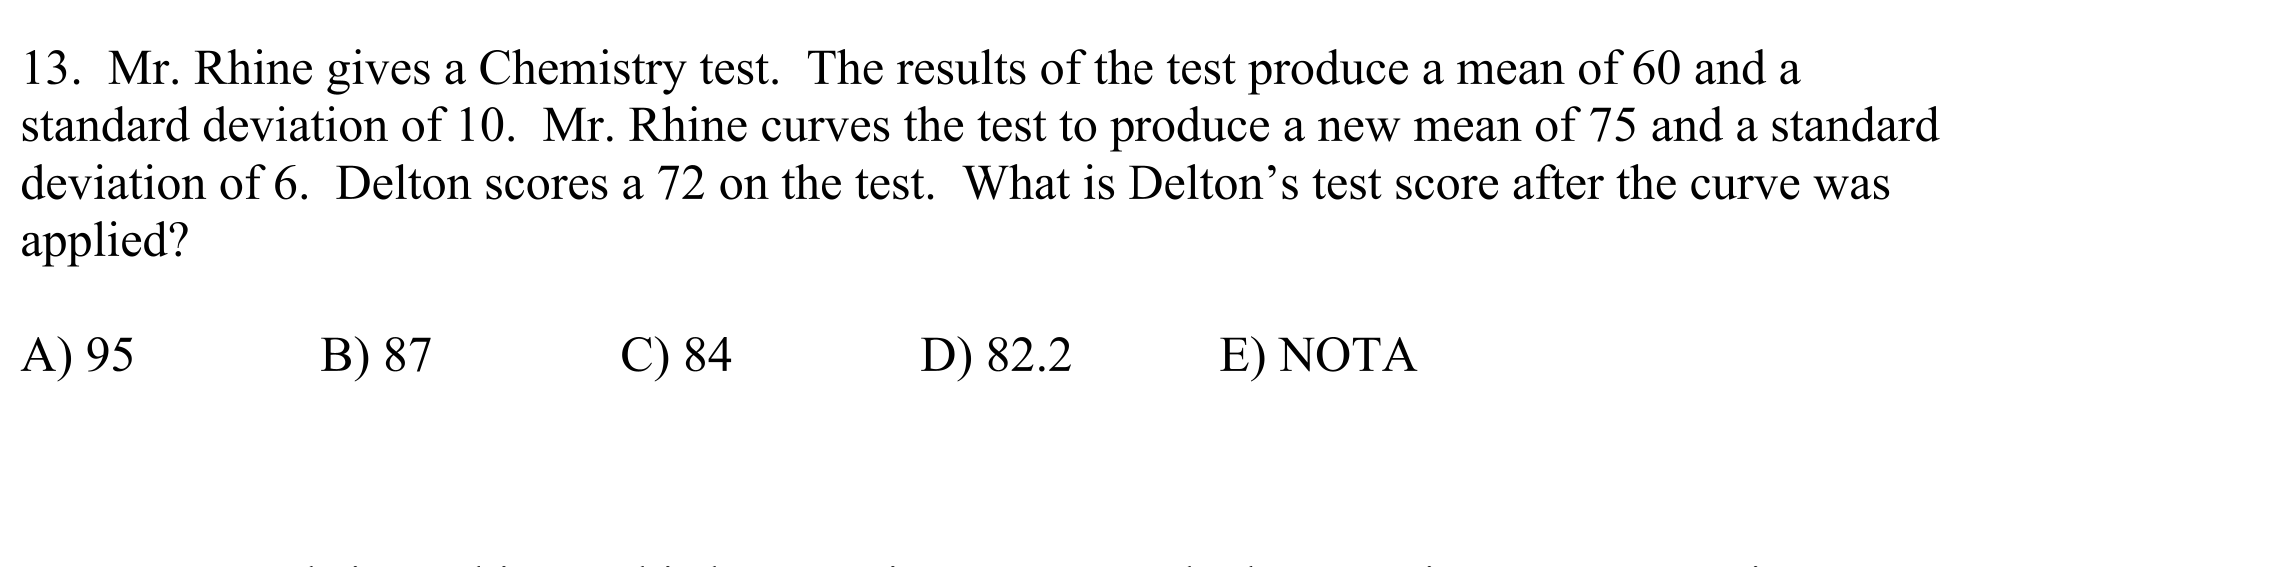 13.  Mr. Rhine gives a Chemistry test.  The results of the test produce a mean of 60 and a
standard deviation of 10.  Mr. Rhine curves the test to produce a new mean of 75 and a standard
deviation of 6.  Delton scores a 72 on the test.  What is Delton’s test score after the curve was
applied?
A) 95 B) 87 C) 84 D) 82.2 E) NOTA